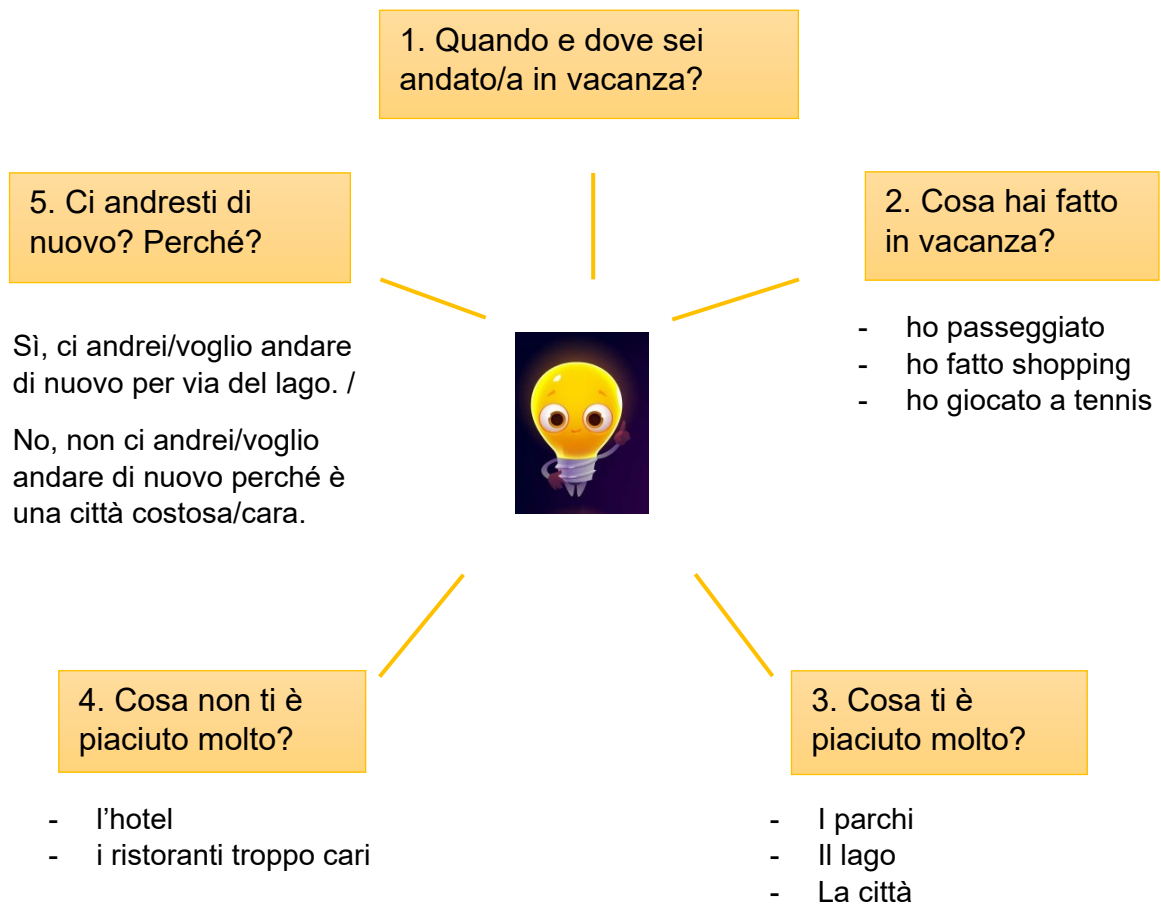 1. Quando e dove sei
andato/a in vacanza?
2. Cosa hai fatto
in vacanza?
- ho passeggiato
- ho fatto shopping
- ho giocato a tennis
3. Cosa ti è
piaciuto molto?
- I parchi
- Il lago
- La città
4. Cosa non ti è
piaciuto molto?
- l’hotel
- i ristoranti troppo cari
5. Ci andresti di
nuovo? Perché?
Sì, ci andrei/voglio andare
di nuovo per via del lago. /
No, non ci andrei/voglio
andare di nuovo perché è
una città costosa/cara.